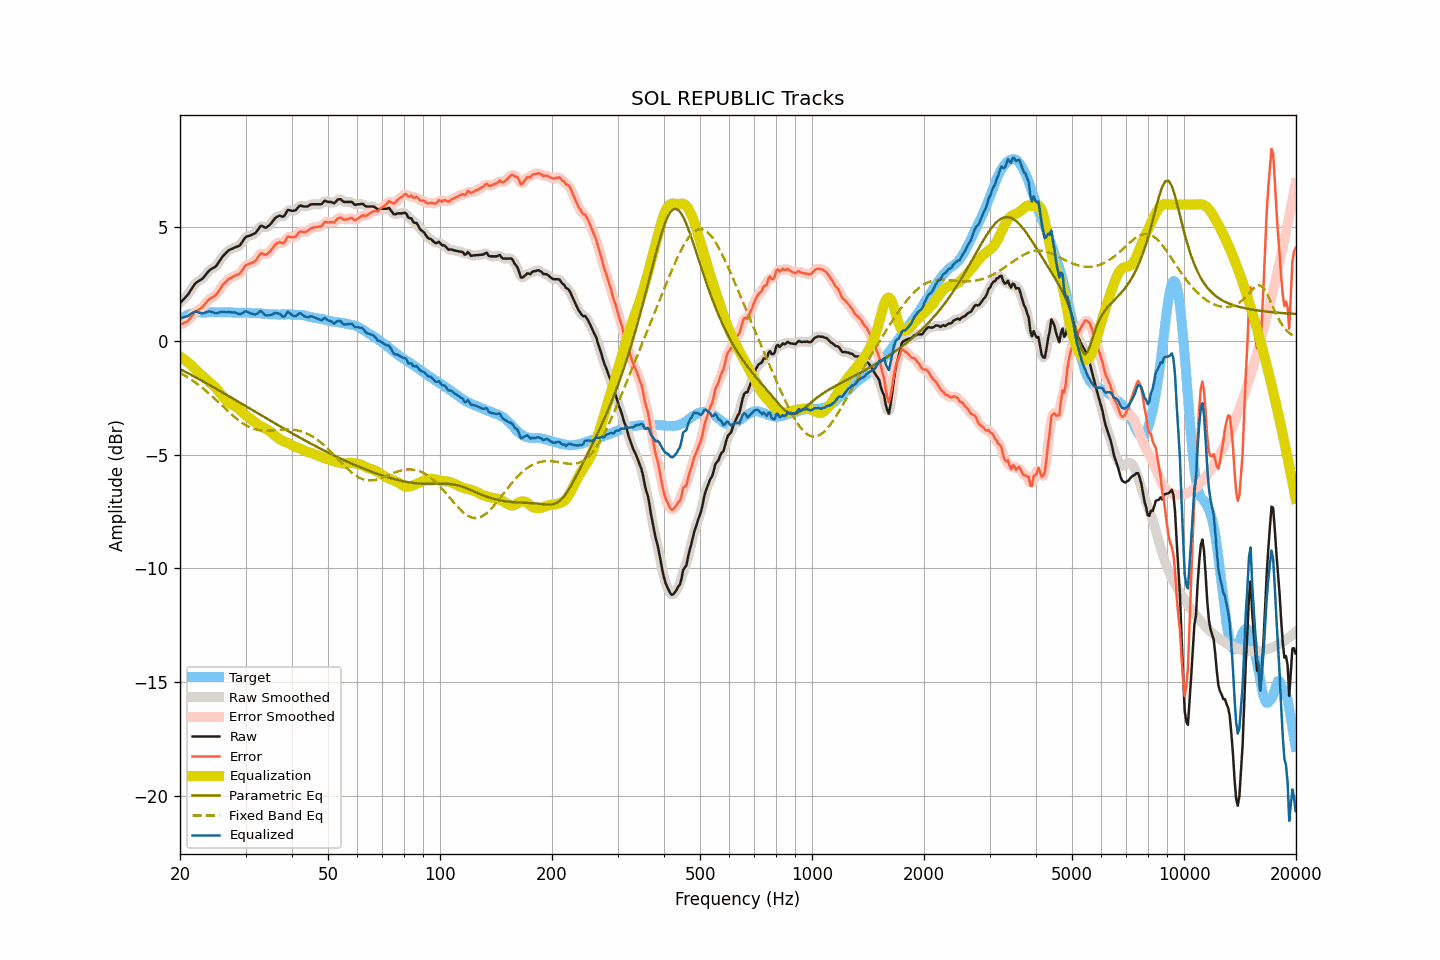 SOL REPUBLIC Tracks
Amplitude (dBr)
5
0
−5
−10
−15
−20
Target
Raw Smoothed
Error Smoothed
Raw
Error
Equalization
Parametric Eq
Fixed Band Eq
Equalized
20 50 100 200 500 1000 2000 5000 10000 20000
Frequency (Hz)